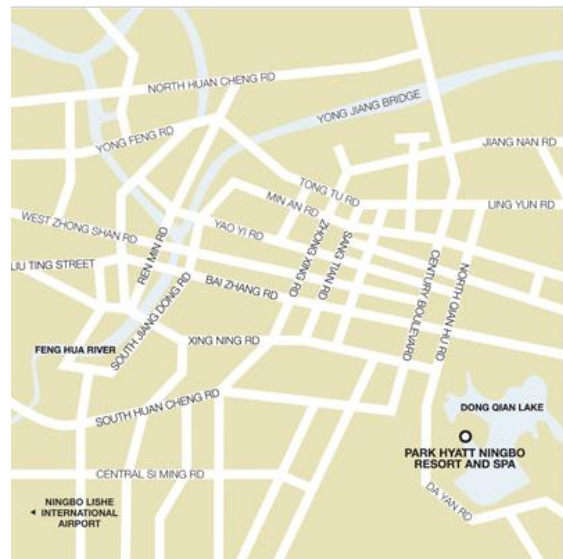 NORTH HUAN CHENG RD
YONG JIANG BRIDGE
YONG FENG RD
JIANG NAN RD
TONG TU RD
MIN AN RD
LING YUN RD
WEST ZHONG SHAN RD
REN MIN RD
YAO YI RD
ZHONG XING RD
SANG TIAN RD
LIU TING STREET
SOUTH JIANG DONG RD
BAI ZHANG RD
CENTURY BOULEVARD
NORTH QIAN HU RD
FENG HUA RIVER
XING NING RD
SOUTH HUAN CHENG RD
DONG QIAN LAKE
PARK HYATT NINGBO
RESORT AND SPA
CENTRAL SI MING RD
DA YAN RD
NINGBO LISHE
INTERNATIONAL
AIRPORT